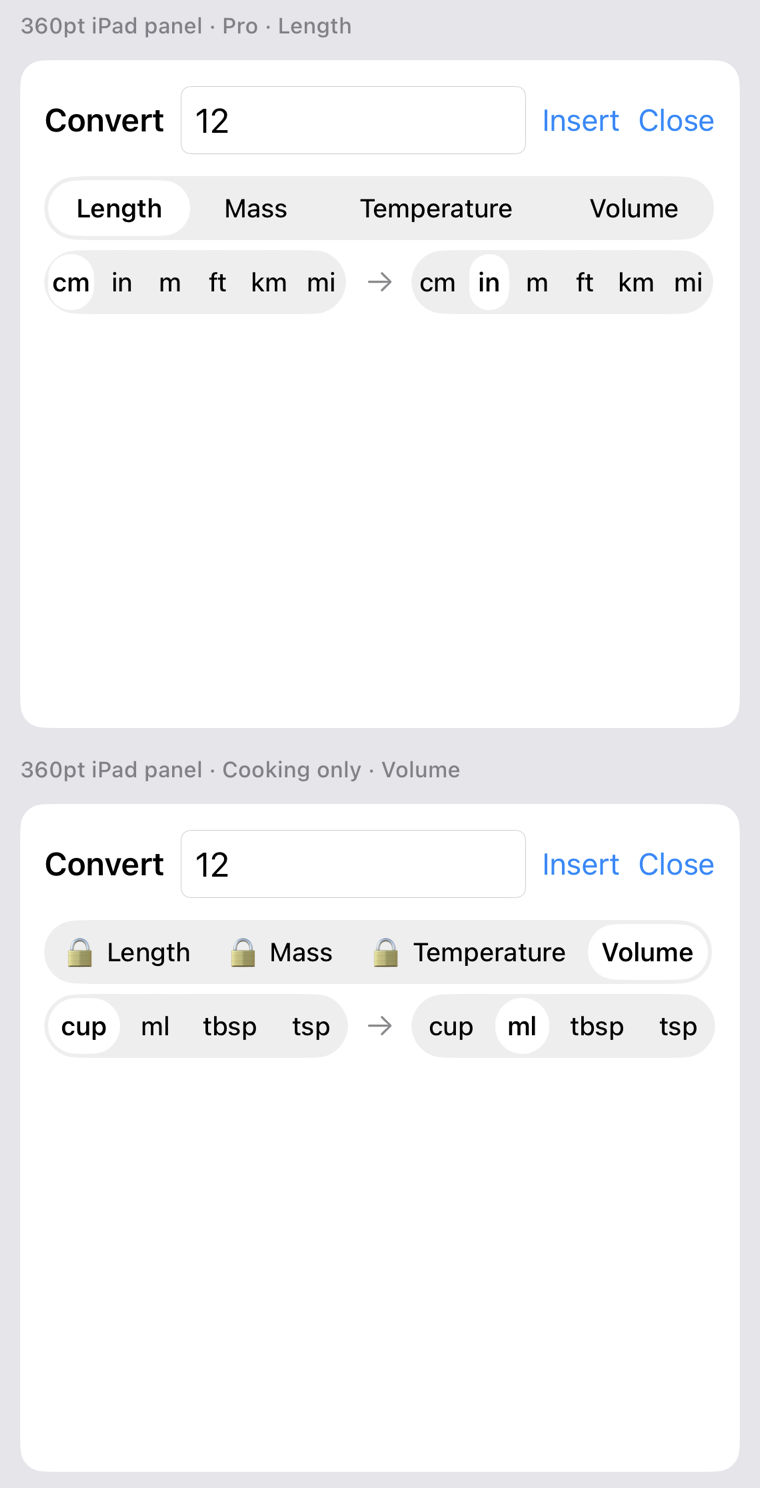 360pt iPad panel · Pro · Length
Convert 12 Insert Close
Length Mass Temperature Volume
cm in m ft km mi → cm in m ft km mi
360pt iPad panel · Cooking only · Volume
Convert 12 Insert Close
🔒 Length 🔒 Mass 🔒 Temperature Volume
cup ml tbsp tsp → cup ml tbsp tsp